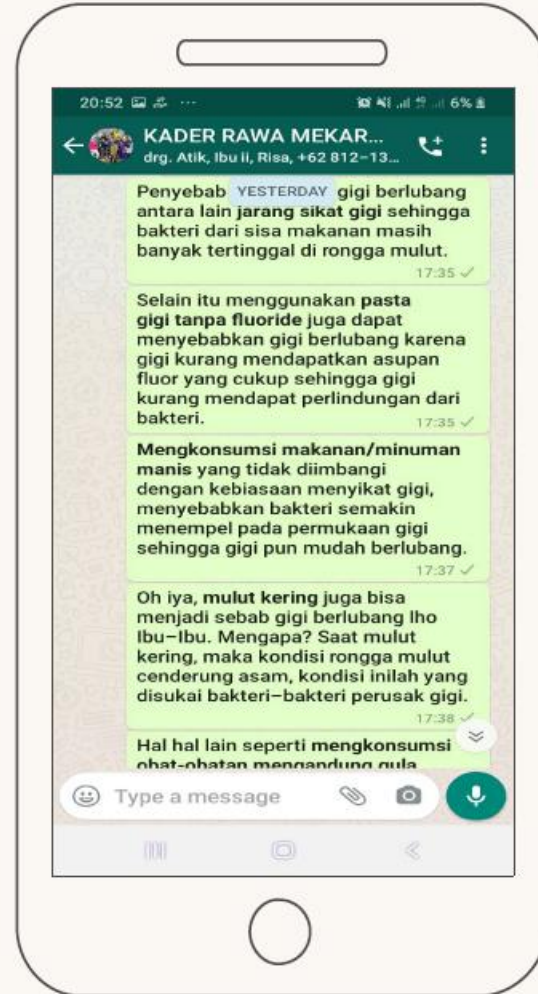 20:52 ... 6%
KADER RAWA MEKAR...
drg. Atik, Ibu ii, Risa, +62 812-13...
YESTERDAY
Penyebab gigi berlubang
antara lain jarang sikat gigi sehingga
bakteri dari sisa makanan masih
banyak tertinggal di rongga mulut.
17:35
Selain itu menggunakan pasta
gigi tanpa fluoride juga dapat
menyebabkan gigi berlubang karena
gigi kurang mendapatkan asupan
fluor yang cukup sehingga gigi
kurang mendapat perlindungan dari
bakteri.
17:35
Mengkonsumsi makanan/minuman
manis yang tidak diimbangi
dengan kebiasaan menyikat gigi,
menyebabkan bakteri semakin
menempel pada permukaan gigi
sehingga gigi pun mudah berlubang.
17:37
Oh iya, mulut kering juga bisa
menjadi sebab gigi berlubang lho
Ibu-Ibu. Mengapa? Saat mulut
kering, maka kondisi rongga mulut
cenderung asam, kondisi inilah yang
disukai bakteri-bakteri perusak gigi.
17:38
Hal hal lain seperti mengkonsumsi
obat-obatan mengandung gula
Type a message